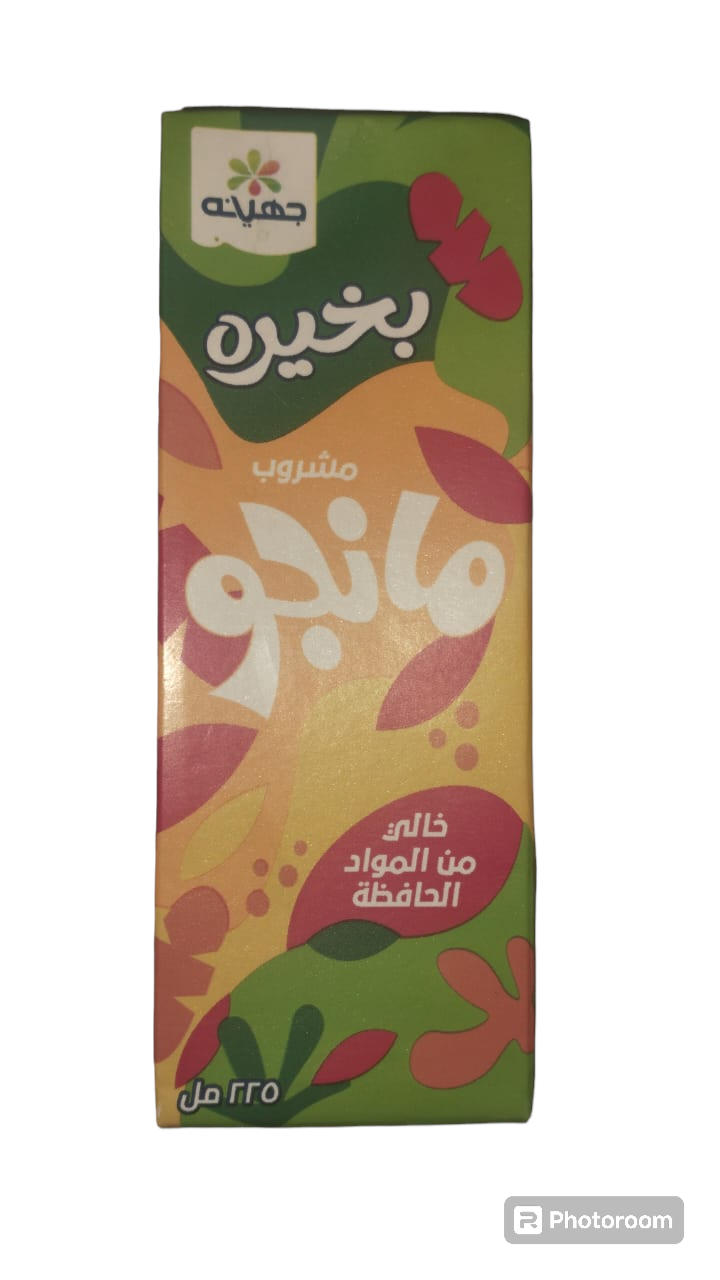 جهينه
بخيره
مشروب
مانجو
خالي
من المواد
الحافظة
٢٢٥ مل
Photoroom